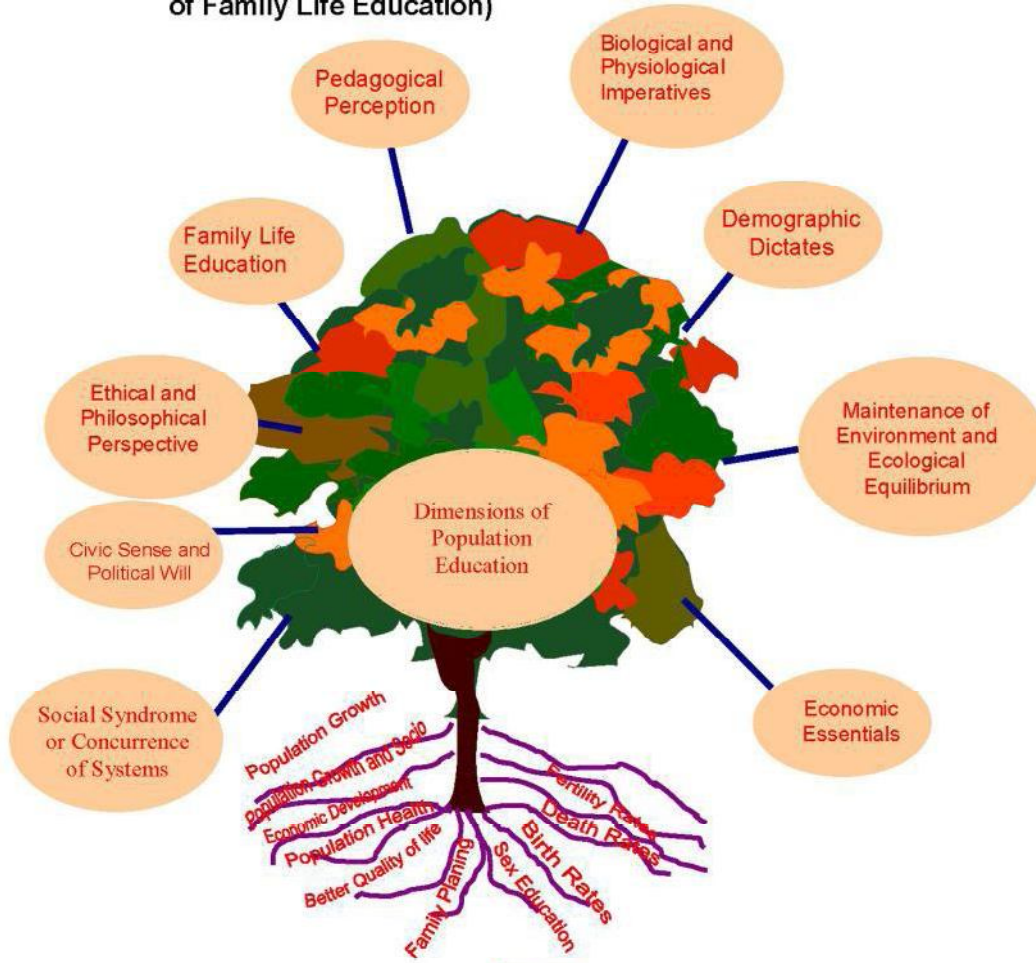 of Family Life Education)
Pedagogical
Perception
Biological and
Physiological
Imperatives
Family Life
Education
Demographic
Dictates
Ethical and
Philosophical
Perspective
Maintenance of
Environment and
Ecological
Equilibrium
Dimensions of
Population
Education
Civic Sense and
Political Will
Social Syndrome
or Concurrence
of Systems
Economic
Essentials
Population Growth
Population Growth and Socio
Economic Development
Population Health
Better Quality of life
Family Planing
Sex Education
Birth Rates
Death Rates
Fertility Rates